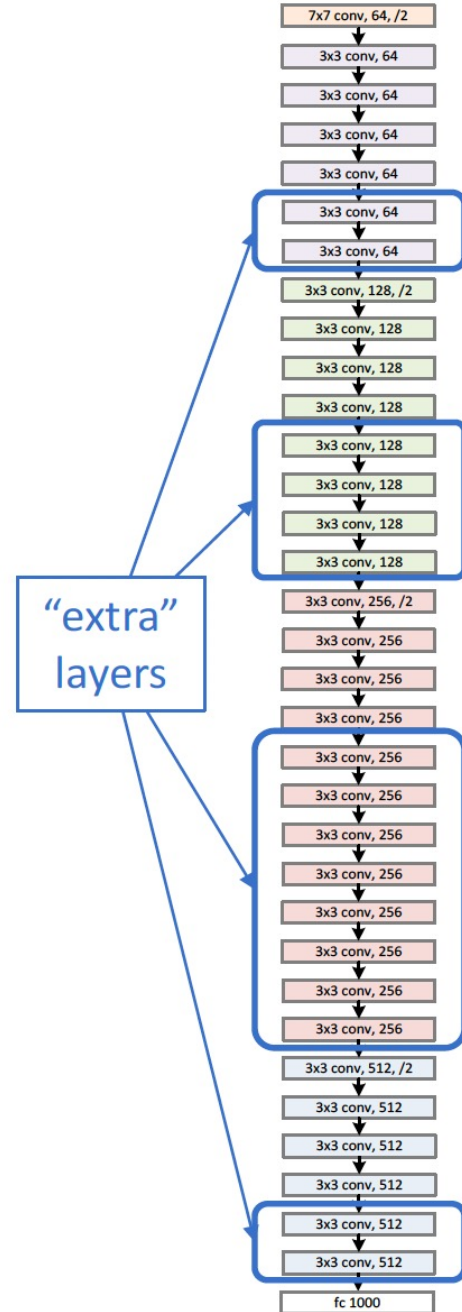 7x7 conv, 64, /2
3x3 conv, 64
3x3 conv, 64
3x3 conv, 64
3x3 conv, 64
3x3 conv, 64
3x3 conv, 64
3x3 conv, 128, /2
3x3 conv, 128
3x3 conv, 128
3x3 conv, 128
3x3 conv, 128
3x3 conv, 128
3x3 conv, 128
3x3 conv, 128
3x3 conv, 256, /2
3x3 conv, 256
3x3 conv, 256
3x3 conv, 256
3x3 conv, 256
3x3 conv, 256
3x3 conv, 256
3x3 conv, 256
3x3 conv, 256
3x3 conv, 256
3x3 conv, 256
3x3 conv, 256
3x3 conv, 512, /2
3x3 conv, 512
3x3 conv, 512
3x3 conv, 512
3x3 conv, 512
3x3 conv, 512
fc 1000
“extra”
layers